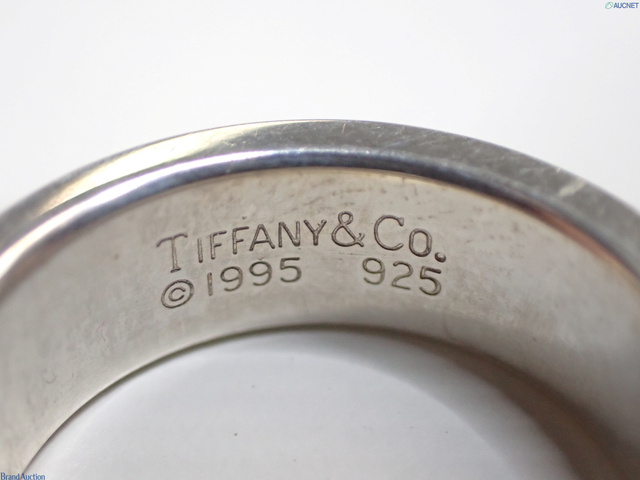 AUCNET
TIFFANY & CO.
©1995 925
BrandAuction